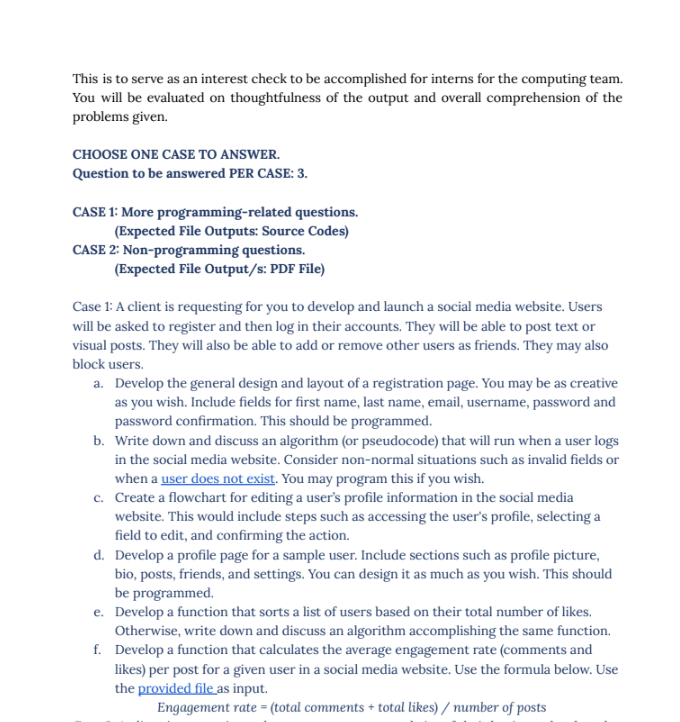 This is to serve as an interest check to be accomplished for interns for the computing team.
You will be evaluated on thoughtfulness of the output and overall comprehension of the
problems given.
CHOOSE ONE CASE TO ANSWER.
Question to be answered PER CASE: 3.
CASE 1: More programming-related questions.
(Expected File Outputs: Source Codes)
CASE 2: Non-programming questions.
(Expected File Output/s: PDF File)
Case 1: A client is requesting for you to develop and launch a social media website. Users
will be asked to register and then log in their accounts. They will be able to post text or
visual posts. They will also be able to add or remove other users as friends. They may also
block users.
a. Develop the general design and layout of a registration page. You may be as creative
as you wish. Include fields for first name, last name, email, username, password and
password confirmation. This should be programmed.
b. Write down and discuss an algorithm (or pseudocode) that will run when a user logs
in the social media website. Consider non-normal situations such as invalid fields or
when a user does not exist. You may program this if you wish.
c. Create a flowchart for editing a user's profile information in the social media
website. This would include steps such as accessing the user's profile, selecting a
field to edit, and confirming the action.
d. Develop a profile page for a sample user. Include sections such as profile picture,
bio, posts, friends, and settings. You can design it as much as you wish. This should
be programmed.
e. Develop a function that sorts a list of users based on their total number of likes.
Otherwise, write down and discuss an algorithm accomplishing the same function.
f. Develop a function that calculates the average engagement rate (comments and
likes) per post for a given user in a social media website. Use the formula below. Use
the provided file as input.
Engagement rate = (total comments + total likes) / number of posts